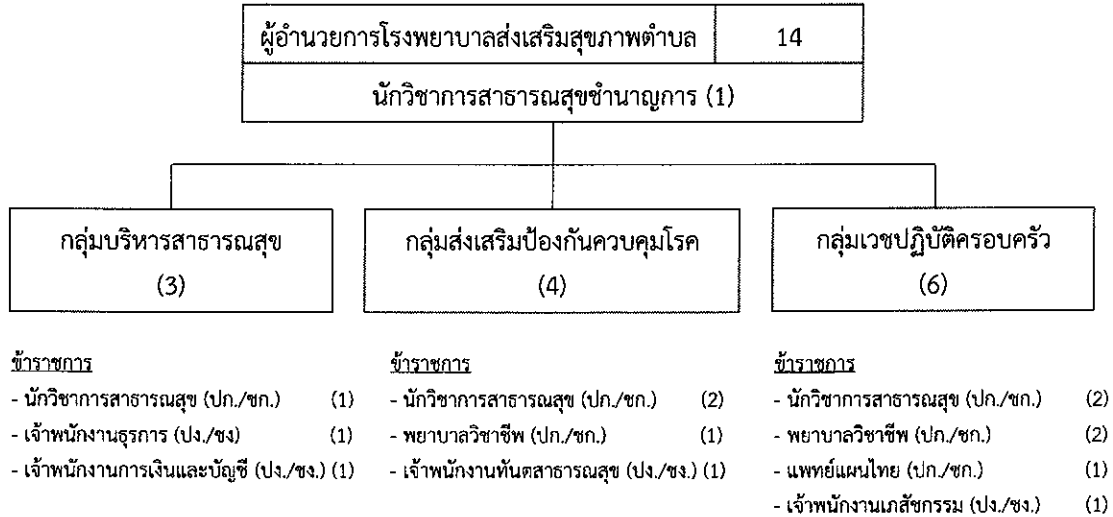 ผู้อำนวยการโรงพยาบาลส่งเสริมสุขภาพตำบล 14
นักวิชาการสาธารณสุขชำนาญการ (1)
กลุ่มบริหารสาธารณสุข
(3)
กลุ่มส่งเสริมป้องกันควบคุมโรค
(4)
กลุ่มเวชปฏิบัติครอบครัว
(6)
ข้าราชการ
- นักวิชาการสาธารณสุข (ปก./ชก.) (1)
- เจ้าพนักงานธุรการ (ปง./ชง) (1)
- เจ้าพนักงานการเงินและบัญชี (ปง./ชง.) (1)
ข้าราชการ
- นักวิชาการสาธารณสุข (ปก./ชก.) (2)
- พยาบาลวิชาชีพ (ปก./ชก.) (1)
- เจ้าพนักงานทันตสาธารณสุข (ปง./ชง.) (1)
ข้าราชการ
- นักวิชาการสาธารณสุข (ปก./ชก.) (2)
- พยาบาลวิชาชีพ (ปก./ชก.) (2)
- แพทย์แผนไทย (ปก./ชก.) (1)
- เจ้าพนักงานเภสัชกรรม (ปง./ชง.) (1)